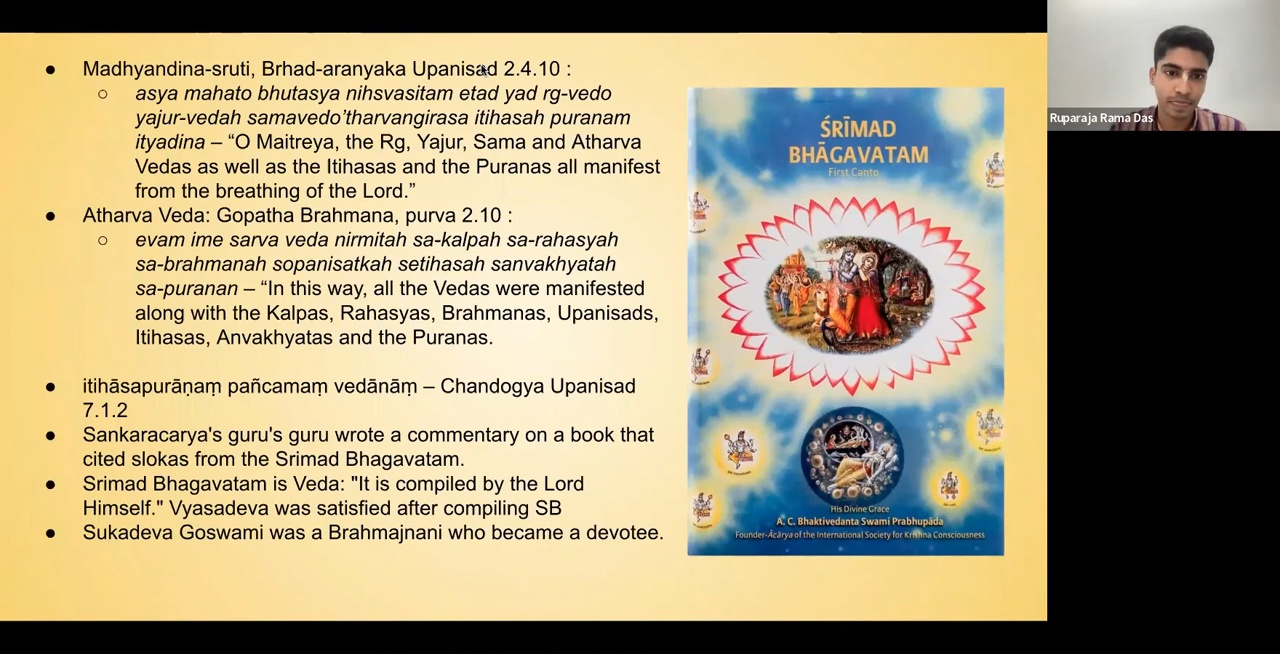 Madhyandina-sruti, Brhad-aranyaka Upanisad 2.4.10 :
asya mahato bhutasya nihsvasitam etad yad rg-vedo
yajur-vedah samavedo'tharvangirasa itihasah puranam
ityadina – “O Maitreya, the Rg, Yajur, Sama and Atharva
Vedas as well as the Itihasas and the Puranas all manifest
from the breathing of the Lord.”
Atharva Veda: Gopatha Brahmana, purva 2.10 :
evam ime sarva veda nirmitah sa-kalpah sa-rahasyah
sa-brahmanah sopanisatkah setihasah sanvakhyatah
sa-puranan – “In this way, all the Vedas were manifested
along with the Kalpas, Rahasyas, Brahmanas, Upanisads,
Itihasas, Anvakhyatas and the Puranas.
itihāsapurāṇaṃ pañcamaṃ vedānāṃ – Chandogya Upanisad
7.1.2
Sankaracarya's guru's guru wrote a commentary on a book that
cited slokas from the Srimad Bhagavatam.
Srimad Bhagavatam is Veda: "It is compiled by the Lord
Himself." Vyasadeva was satisfied after compiling SB
Sukadeva Goswami was a Brahmajnani who became a devotee.
ŚRĪMAD
BHĀGAVATAM
First Canto
His Divine Grace
A. C. Bhaktivedanta Swami Prabhupāda
Founder-Ācārya of the International Society for Krishna Consciousness
Ruparaja Rama Das